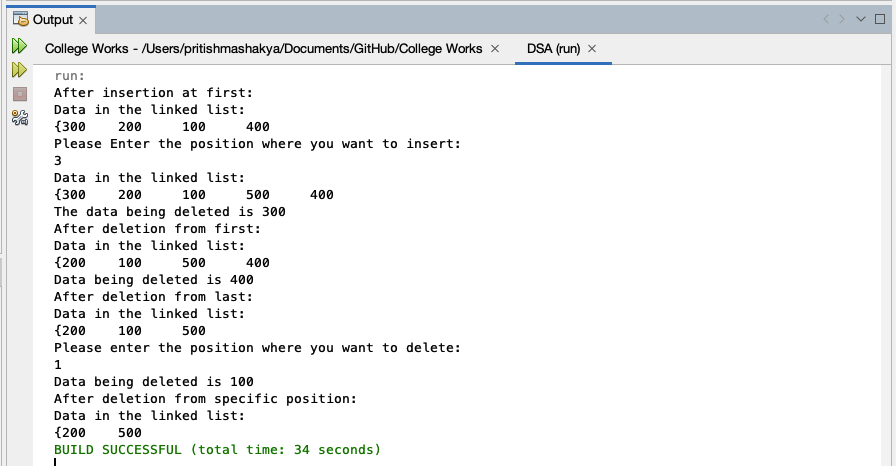 Output ×
College Works - /Users/pritishmashakya/Documents/GitHub/College Works × DSA (run) ×
run:
After insertion at first:
Data in the linked list:
{300    200     100     400
Please Enter the position where you want to insert:
3
Data in the linked list:
{300    200     100     500     400
The data being deleted is 300
After deletion from first:
Data in the linked list:
{200    100     500     400
Data being deleted is 400
After deletion from last:
Data in the linked list:
{200    100     500
Please enter the position where you want to delete:
1
Data being deleted is 100
After deletion from specific position:
Data in the linked list:
{200    500
BUILD SUCCESSFUL (total time: 34 seconds)